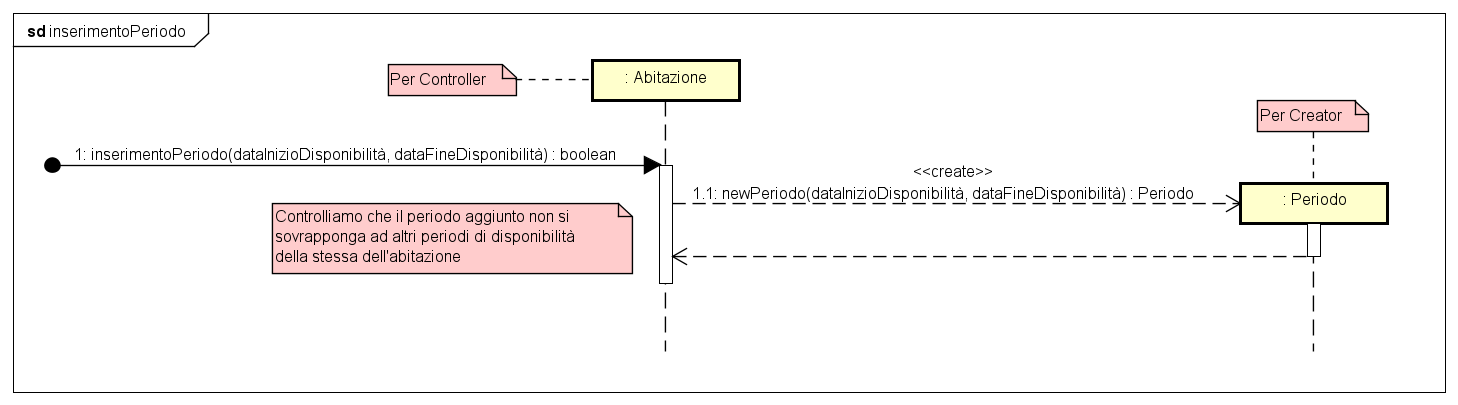 sd inserimentoPeriodo
Per Controller
: Abitazione
Per Creator
1: inserimentoPeriodo(dataInizioDisponibilità, dataFineDisponibilità) : boolean
<<create>>
1.1: newPeriodo(dataInizioDisponibilità, dataFineDisponibilità) : Periodo
: Periodo
Controlliamo che il periodo aggiunto non si
sovrapponga ad altri periodi di disponibilità
della stessa dell'abitazione